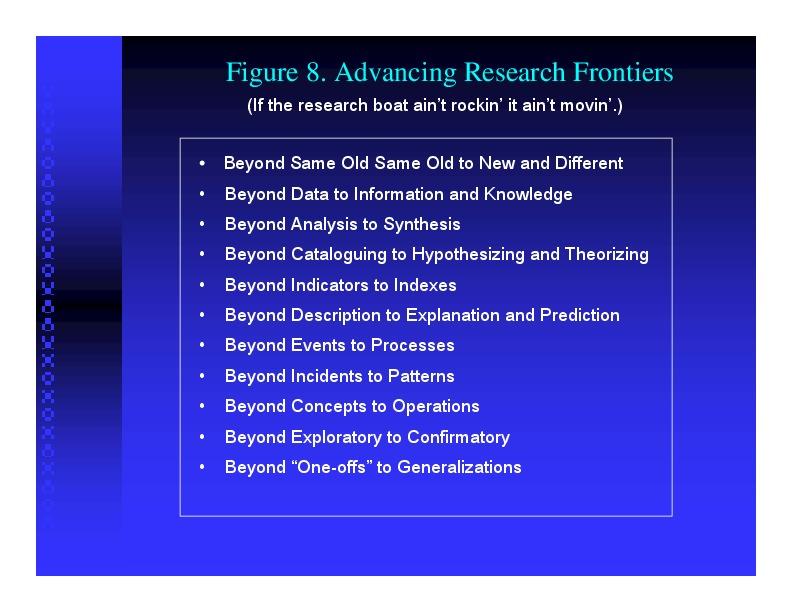 Figure 8. Advancing Research Frontiers
(If the research boat ain't rockin' it ain't movin'.)
• Beyond Same Old Same Old to New and Different
• Beyond Data to Information and Knowledge
• Beyond Analysis to Synthesis
• Beyond Cataloguing to Hypothesizing and Theorizing
• Beyond Indicators to Indexes
• Beyond Description to Explanation and Prediction
• Beyond Events to Processes
• Beyond Incidents to Patterns
• Beyond Concepts to Operations
• Beyond Exploratory to Confirmatory
• Beyond “One-offs” to Generalizations